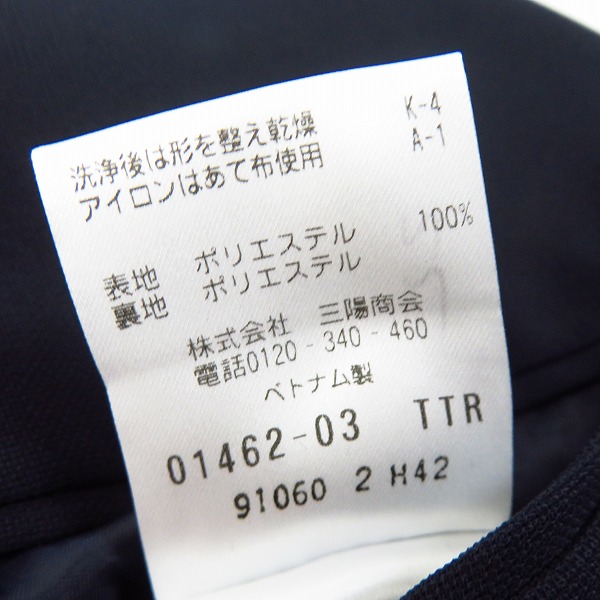 洗浄後は形を整え乾燥 K-4
アイロンはあて布使用 A-1
表地 ポリエステル 100%
裏地 ポリエステル
株式会社 三陽商会
電話0120-340-460
ベトナム製
01462-03 TTR
91060 2 H42